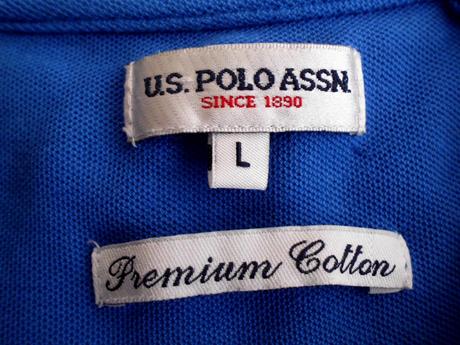 U.S. POLO ASSN.
SINCE 1890
L
Premium Cotton